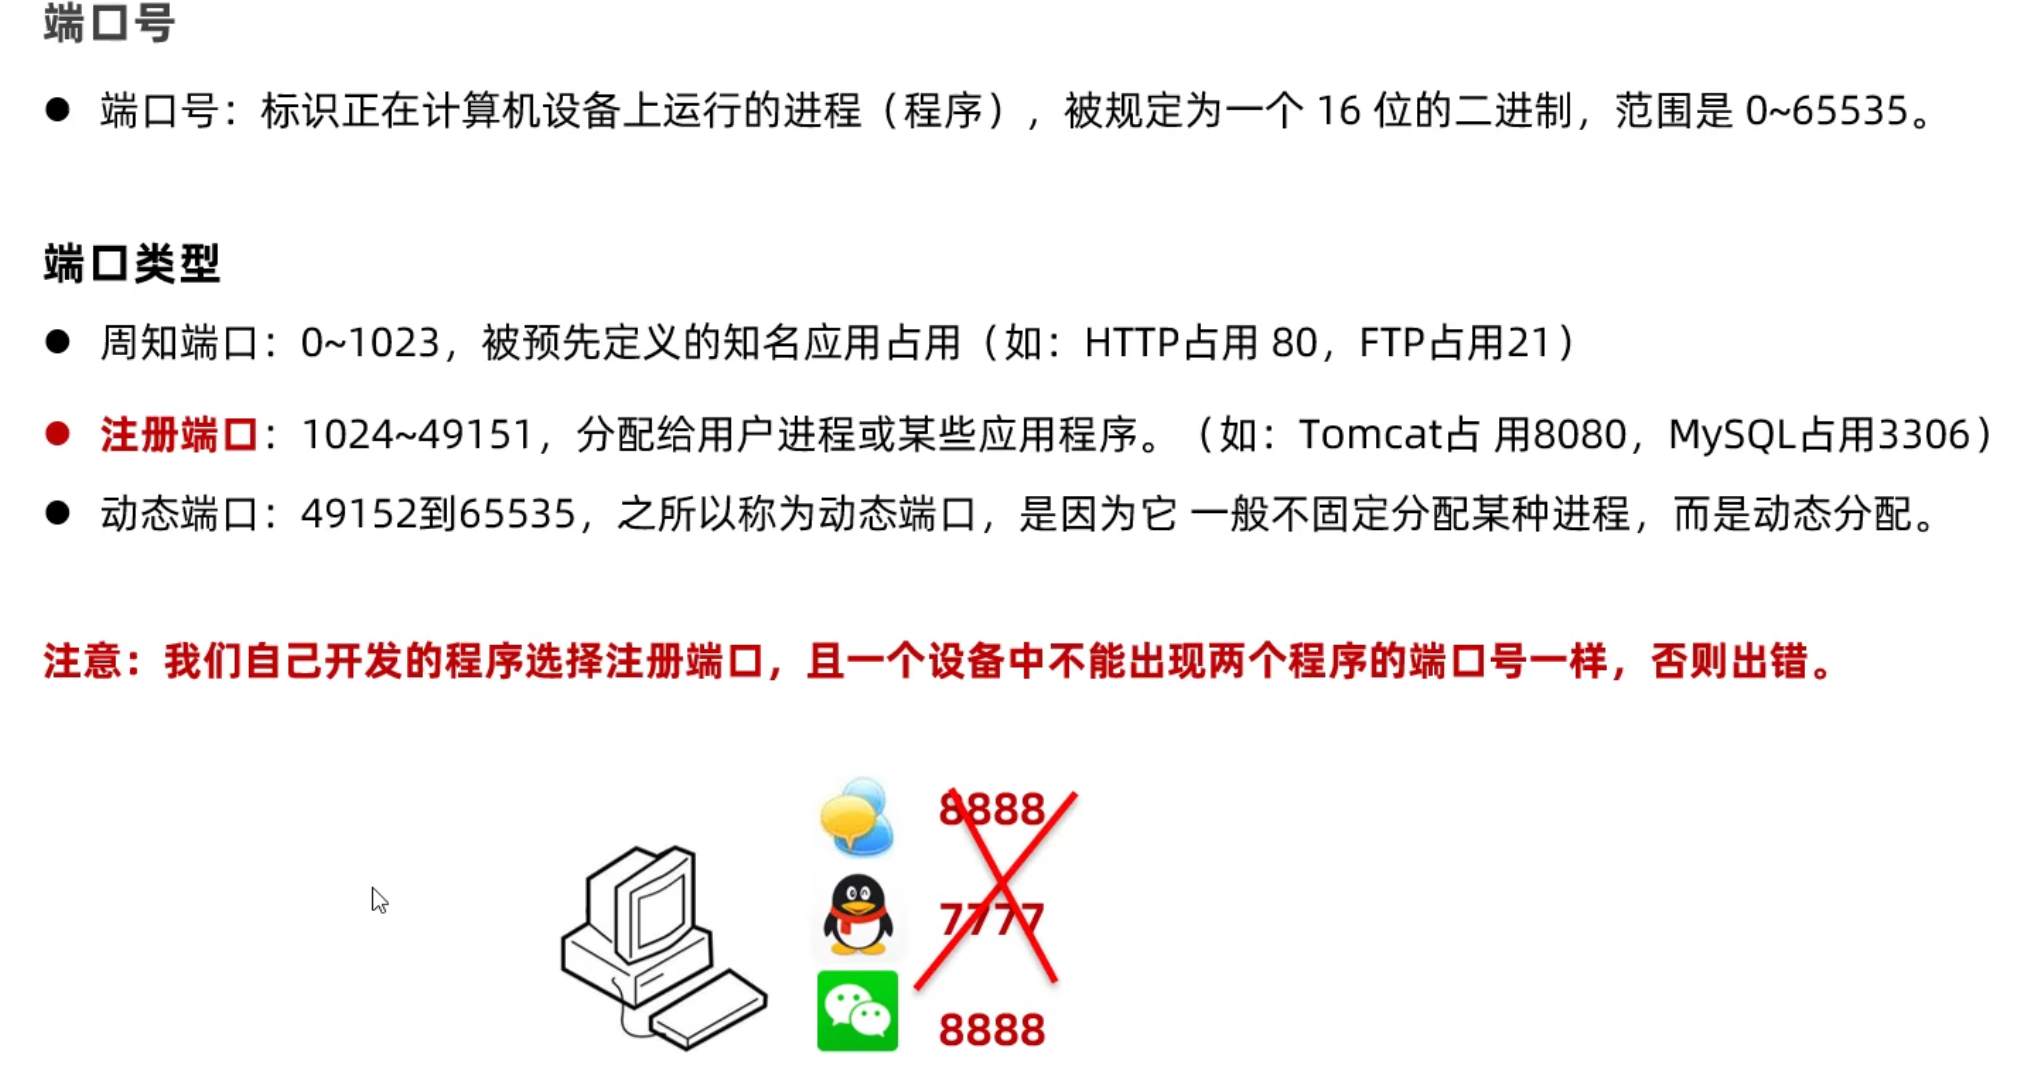 端口号
端口号：标识正在计算机设备上运行的进程（程序），被规定为一个 16 位的二进制，范围是 0~65535。
端口类型
周知端口：0~1023，被预先定义的知名应用占用（如：HTTP占用 80，FTP占用21）
注册端口：1024~49151，分配给用户进程或某些应用程序。（如：Tomcat占 用8080，MySQL占用3306）
动态端口：49152到65535，之所以称为动态端口，是因为它 一般不固定分配某种进程，而是动态分配。
注意：我们自己开发的程序选择注册端口，且一个设备中不能出现两个程序的端口号一样，否则出错。
8888
7777
8888